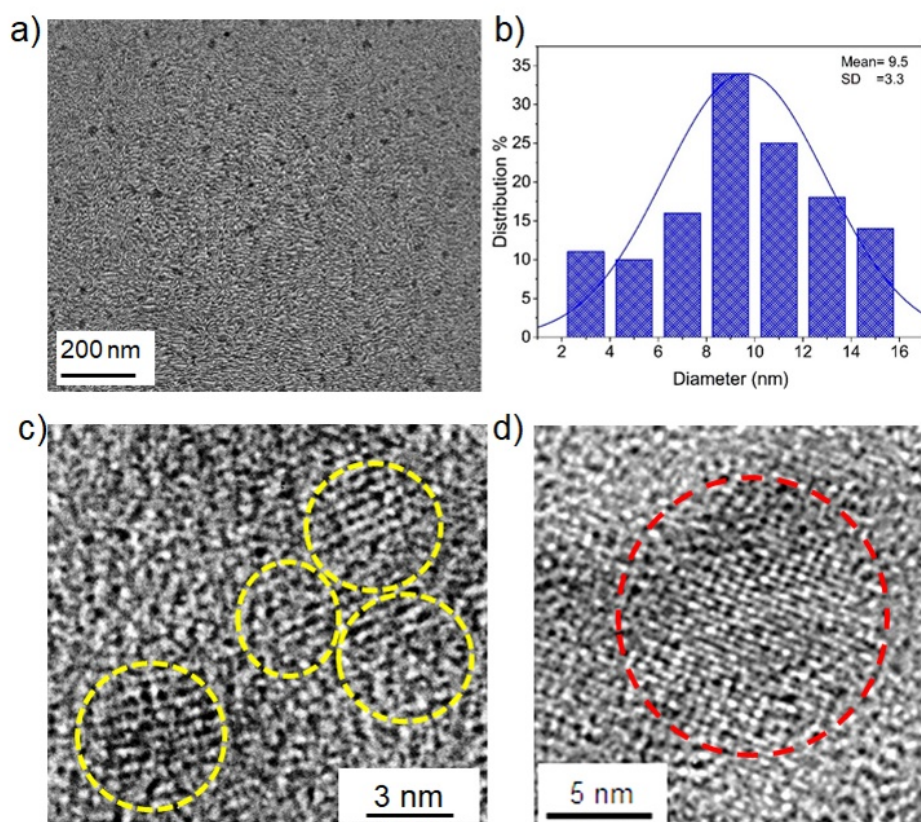 a)
200 nm
b)
Mean= 9.5
SD =3.3
35
30
25
20
15
10
5
0
Distribution %
2 4 6 8 10 12 14 16
Diameter (nm)
c)
3 nm
d)
5 nm